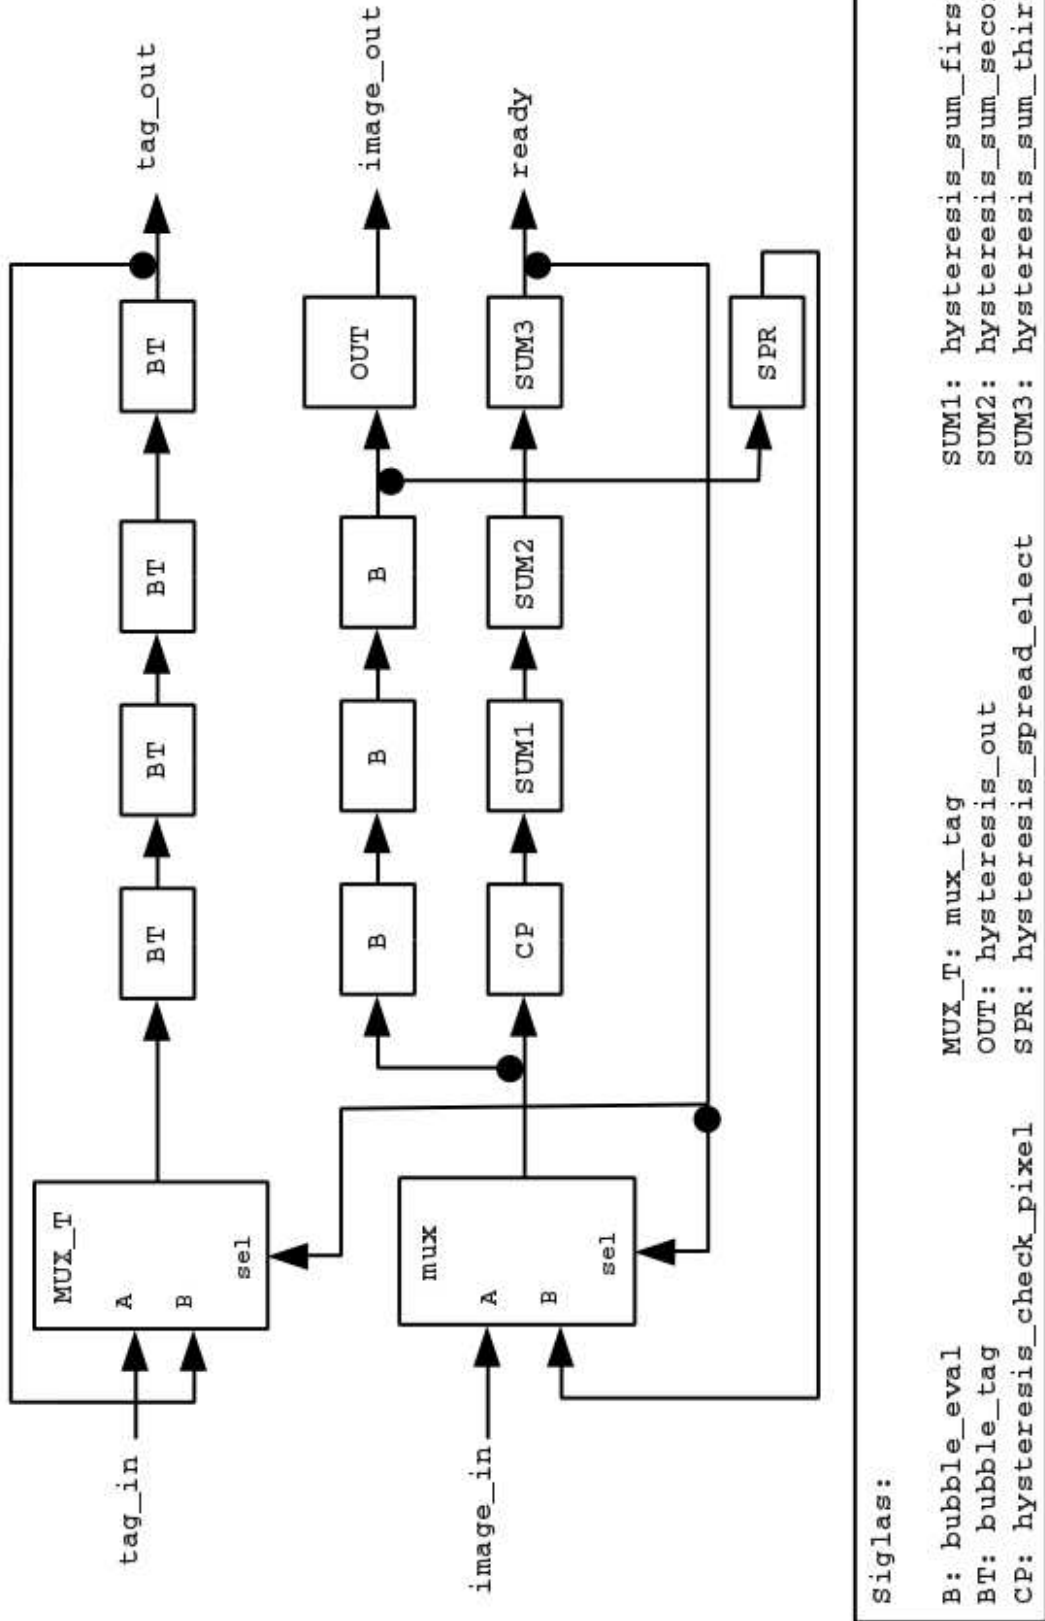 tag_in
MUX_T
A
B
sel
BT
BT
BT
BT
tag_out
B
B
B
OUT
image_out
image_in
mux
A
B
sel
CP
SUM1
SUM2
SUM3
ready
SPR
Siglas:
B: bubble_eval MUX_T: mux_tag SUM1: hysteresis_sum_firs
BT: bubble_tag OUT: hysteresis_out SUM2: hysteresis_sum_seco
CP: hysteresis_check_pixel SPR: hysteresis_spread_elect SUM3: hysteresis_sum_thir